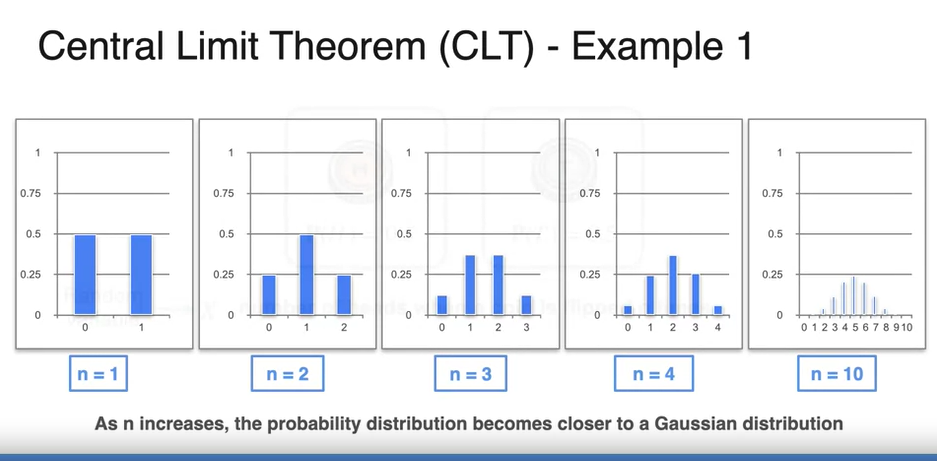 Central Limit Theorem (CLT) - Example 1
1
0.75
0.5
0.25
0
0 1
n = 1
1
0.75
0.5
0.25
0
0 1 2
n = 2
1
0.75
0.5
0.25
0
0 1 2 3
n = 3
1
0.75
0.5
0.25
0
0 1 2 3 4
n = 4
1
0.75
0.5
0.25
0
0 1 2 3 4 5 6 7 8 9 10
n = 10
As n increases, the probability distribution becomes closer to a Gaussian distribution